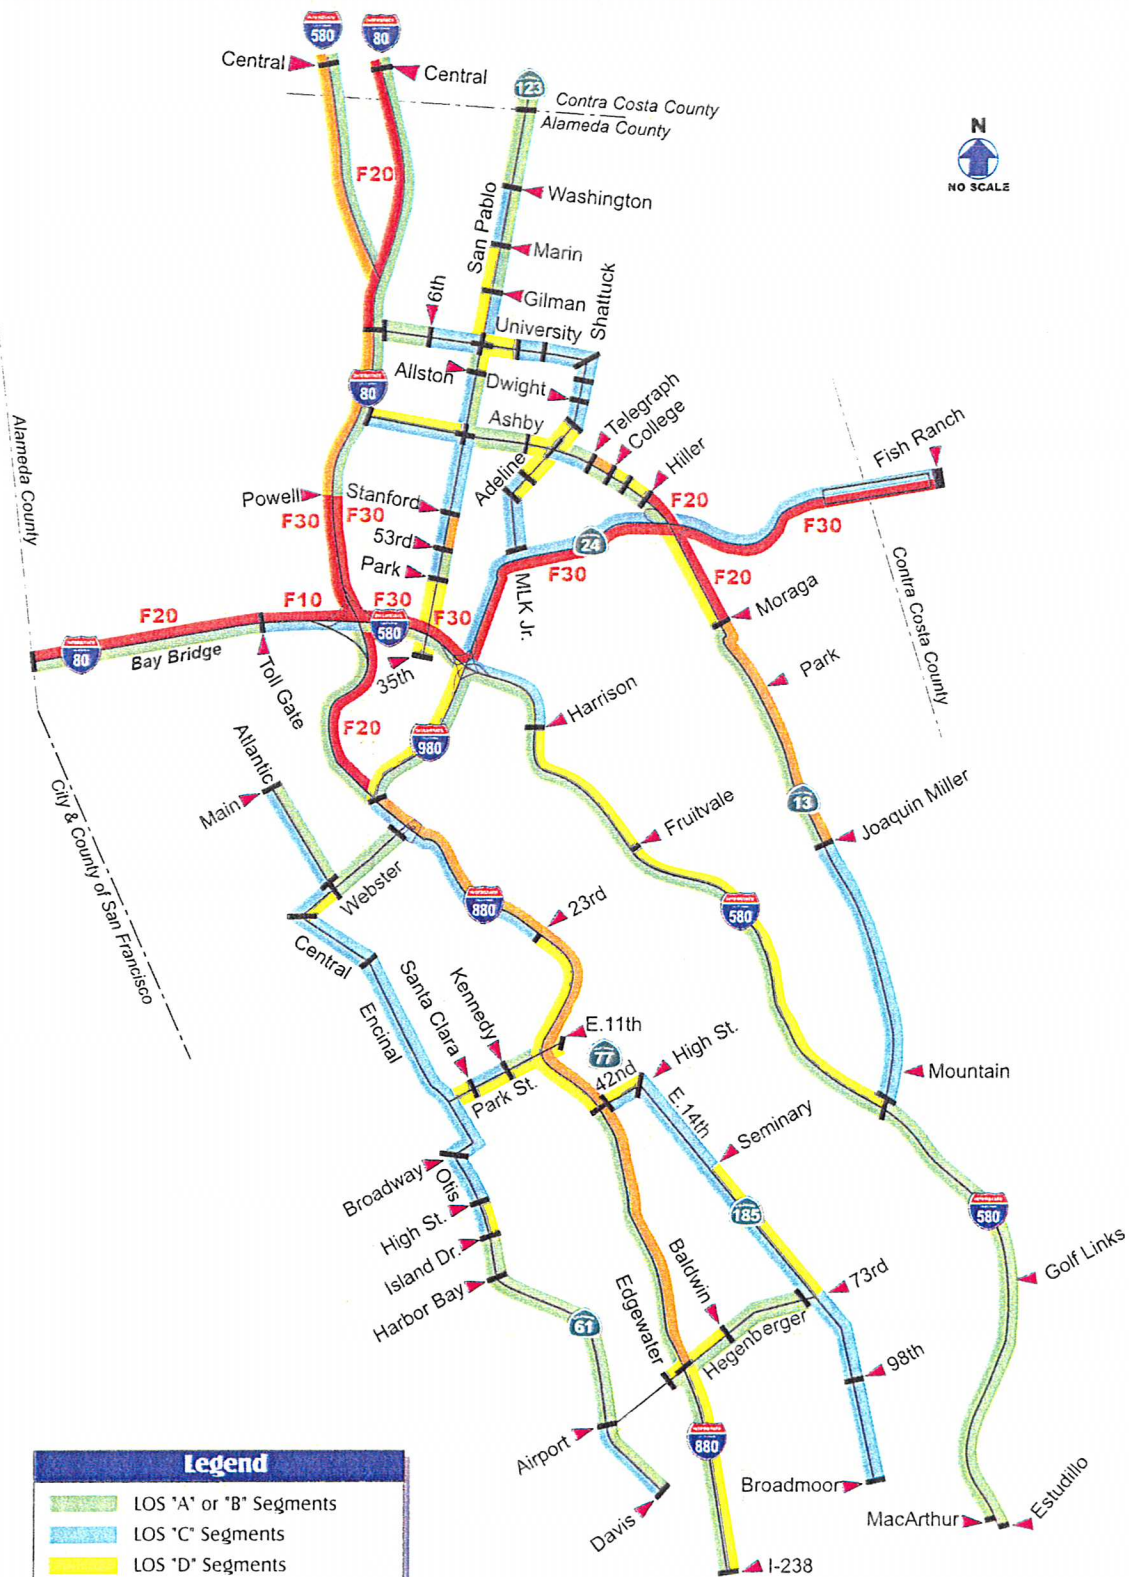 580
80
Central
Central
123
Contra Costa County
Alameda County
N
NO SCALE
F20
San Pablo
Washington
Marin
Gilman
6th
University
Shattuck
Allston
Dwight
80
Ashby
Telegraph
College
Hiller
Fish Ranch
Alameda County
Adeline
Powell
Stanford
F30
F30
F20
F30
53rd
24
Park
F30
MLK Jr.
F20
Contra Costa County
Moraga
F20
F10
F30
F30
580
80
Bay Bridge
Toll Gate
35th
Park
Harrison
F20
980
Atlantic
Main
City & County of San Francisco
13
Joaquin Miller
Fruitvale
Webster
880
23rd
580
Central
Santa Clara
Kennedy
Encinal
E.11th
77
High St.
42nd
Park St.
E.14th
Mountain
Seminary
Broadway
Otis
High St.
185
580
Island Dr.
Harbor Bay
Baldwin
Edgewater
73rd
Golf Links
61
Hegenberger
98th
Airport
880
Broadmoor
Davis
MacArthur
Estudillo
I-238
Legend
LOS "A" or "B" Segments
LOS "C" Segments
LOS "D" Segments